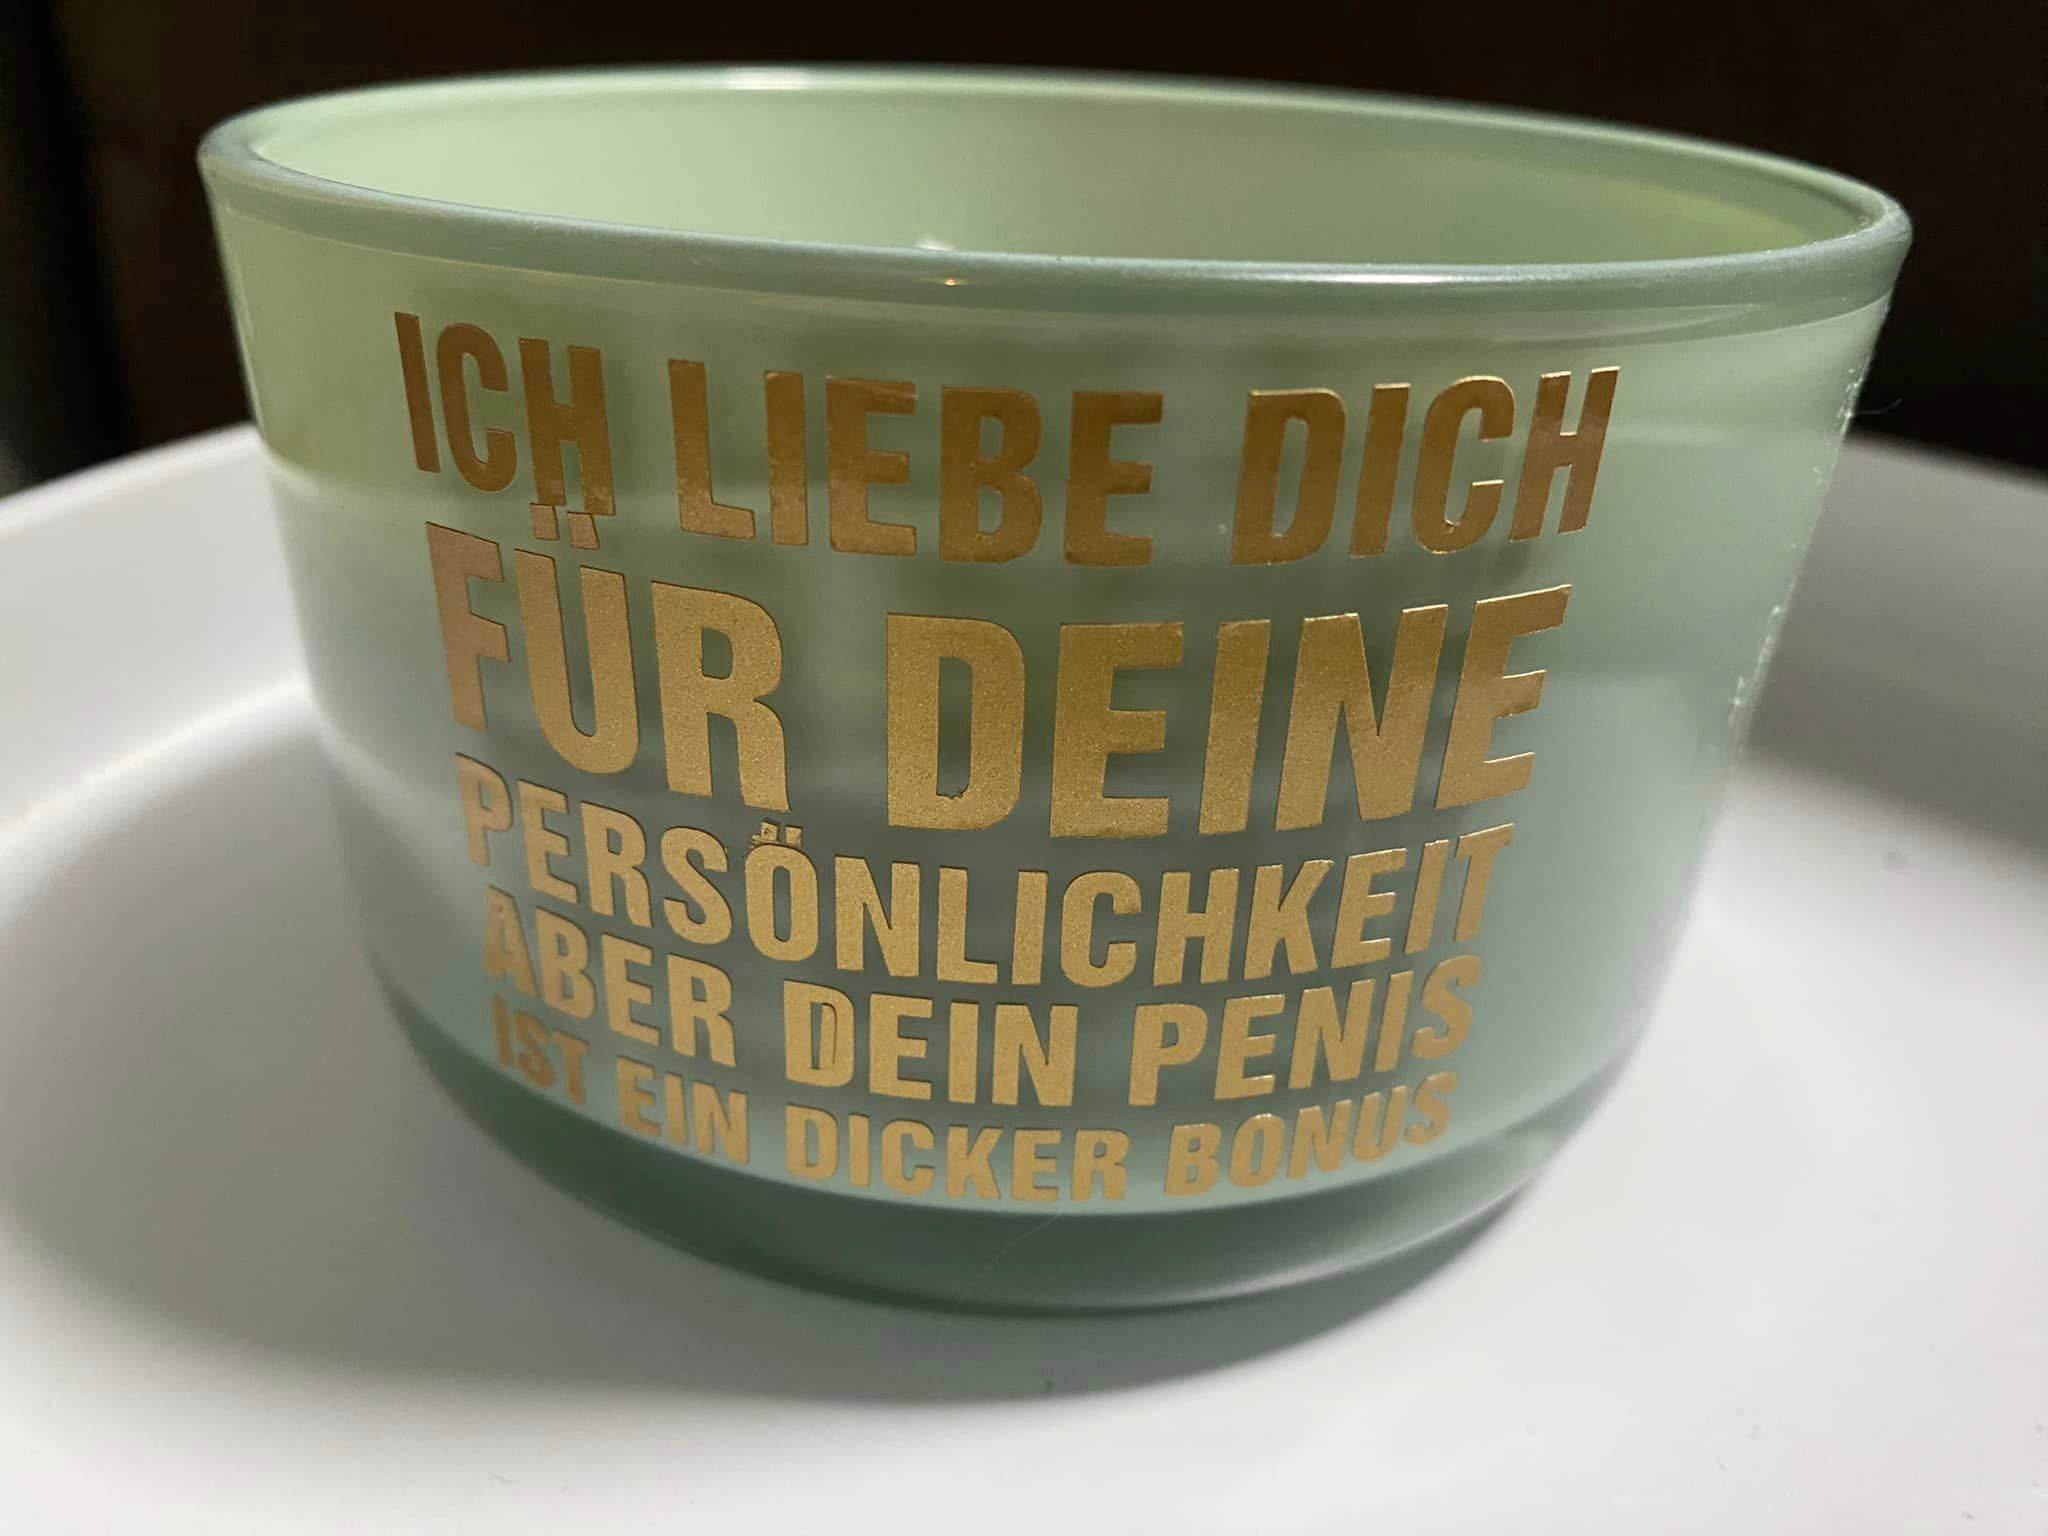 ICH LIEBE DICH
FÜR DEINE
PERSÖNLICHKEIT
ABER DEIN PENIS
IST EIN DICKER BONUS